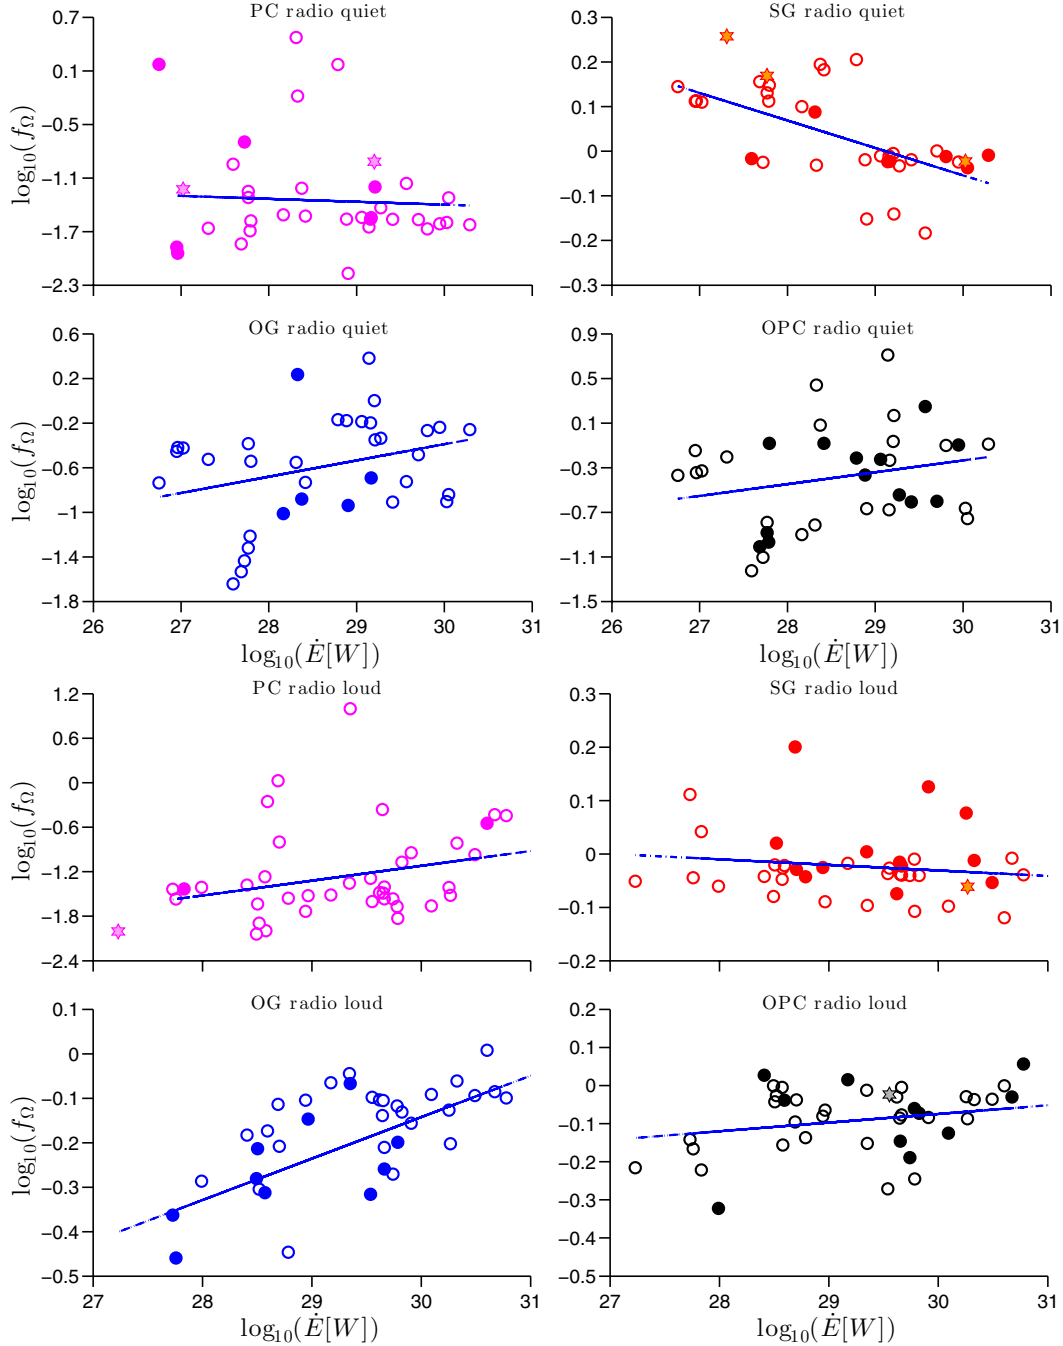 PC radio quiet
SG radio quiet
0.7
0.1
−0.5
−1.1
−1.7
−2.3
log10(fΩ)
0.3
0.2
0.1
0
−0.1
−0.2
−0.3
OG radio quiet
OPC radio quiet
0.6
0.2
−0.2
−0.6
−1
−1.4
−1.8
log10(fΩ)
0.9
0.5
0.1
−0.3
−0.7
−1.1
−1.5
26 27 28 29 30 31
26 27 28 29 30 31
log10(Ė[W])
log10(Ė[W])
PC radio loud
SG radio loud
1.2
0.6
0
−0.6
−1.2
−1.8
−2.4
log10(fΩ)
0.3
0.2
0.1
0
−0.1
−0.2
OG radio loud
OPC radio loud
0.1
0
−0.1
−0.2
−0.3
−0.4
−0.5
log10(fΩ)
0.2
0.1
0
−0.1
−0.2
−0.3
−0.4
−0.5
27 28 29 30 31
27 28 29 30 31
log10(Ė[W])
log10(Ė[W])